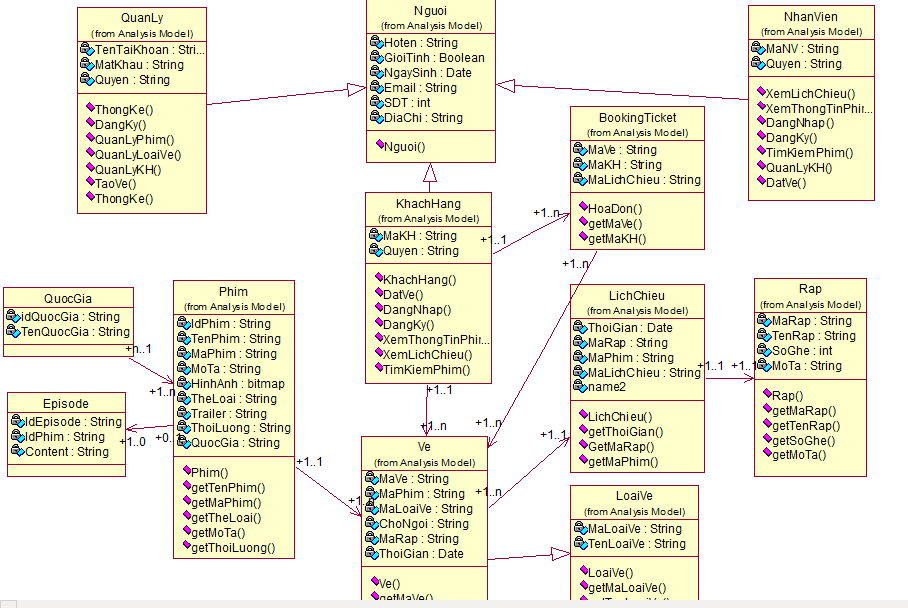 QuanLy
(from Analysis Model)
TenTaiKhoan : Stri...
MatKhau : String
Quyen : String
ThongKe()
DangKy()
QuanLyPhim()
QuanLyLoaiVe()
QuanLyKH()
TaoVe()
ThongKe()
Nguoi
(from Analysis Model)
Hoten : String
GioiTinh : Boolean
NgaySinh : Date
Email : String
SDT : int
DiaChi : String
Nguoi()
NhanVien
(from Analysis Model)
MaNV : String
Quyen : String
XemLichChieu()
XemThongTinPhi...
DangNhap()
DangKy()
TimKiemPhim()
QuanLyKH()
DatVe()
BookingTicket
(from Analysis Model)
MaVe : String
MaKH : String
MaLichChieu : String
HoaDon()
getMaVe()
getMaKH()
KhachHang
(from Analysis Model)
MaKH : String
Quyen : String
KhachHang()
DatVe()
DangNhap()
DangKy()
XemThongTinPhi...
XemLichChieu()
TimKiemPhim()
+1..1
+1..n
+1..n
+1..n
+1..1
+1..n
QuocGia
idQuocGia : String
TenQuocGia : String
+n..1
+1..n
Episode
IdEpisode : String
IdPhim : String
Content : String
+1..0
Phim
(from Analysis Model)
IdPhim : String
TenPhim : String
MaPhim : String
MoTa : String
HinhAnh : bitmap
TheLoai : String
Trailer : String
ThoiLuong : String
QuocGia : String
Phim()
getTenPhim()
getMaPhim()
getTheLoai()
getMoTa()
getThoiLuong()
+1..1
LichChieu
(from Analysis Model)
ThoiGian : Date
MaRap : String
MaPhim : String
MaLichChieu : String
name2
LichChieu()
getThoiGian()
GetMaRap()
getMaPhim()
+1..1
+1..1
Rap
(from Analysis Model)
MaRap : String
TenRap : String
SoGhe : int
MoTa : String
Rap()
getMaRap()
getTenRap()
getSoGhe()
getMoTa()
Ve
(from Analysis Model)
MaVe : String
MaPhim : String
MaLoaiVe : String
ChoNgoi : String
MaRap : String
ThoiGian : Date
Ve()
getMaVe()
+1..n
+1..1
LoaiVe
(from Analysis Model)
MaLoaiVe : String
TenLoaiVe : String
LoaiVe()
getMaLoaiVe()